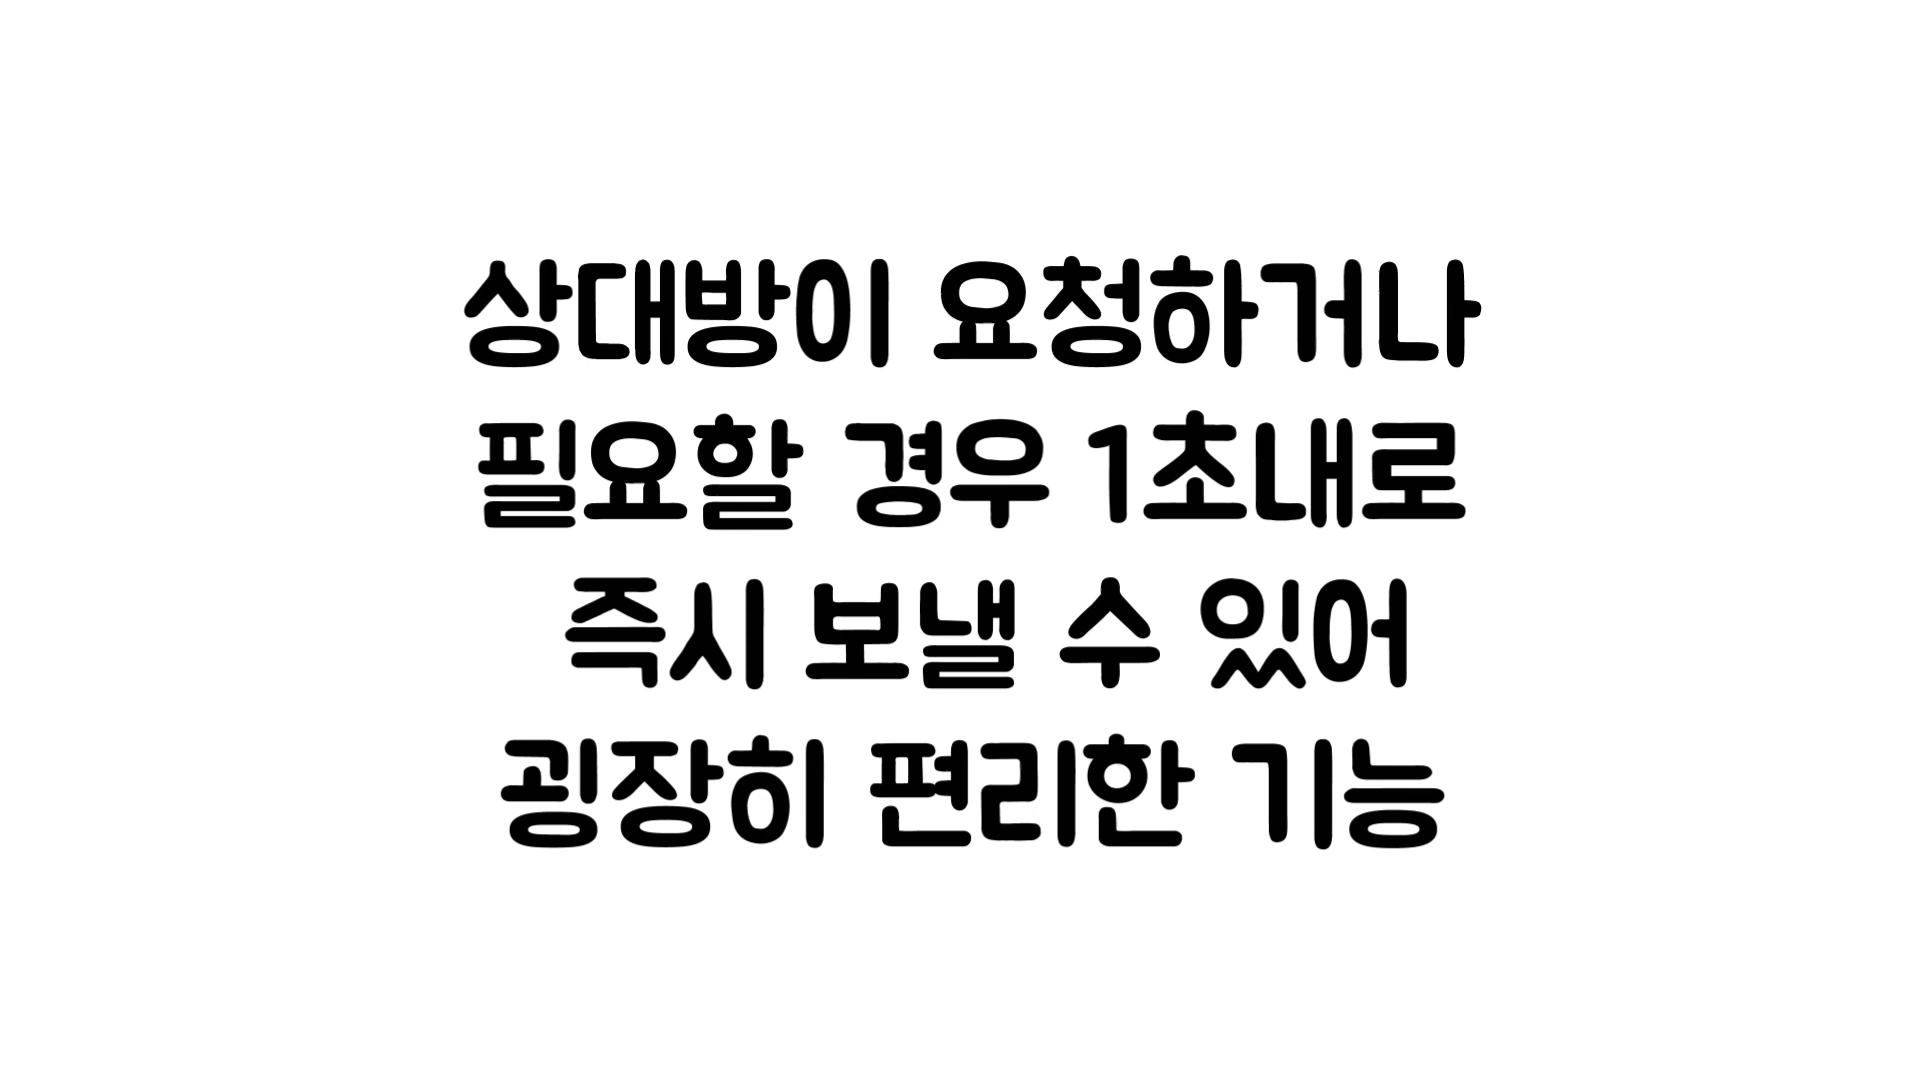 상대방이 요청하거나
필요할 경우 1초내로
즉시 보낼 수 있어
굉장히 편리한 기능